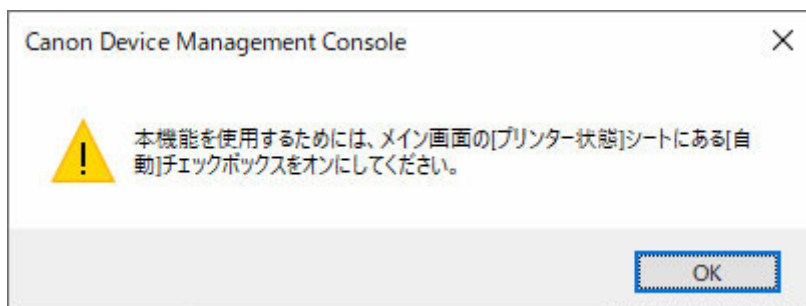 Canon Device Management Console
本機能を使用するためには、メイン画面の[プリンター状態]シートにある[自
動]チェックボックスをオンにしてください。
OK